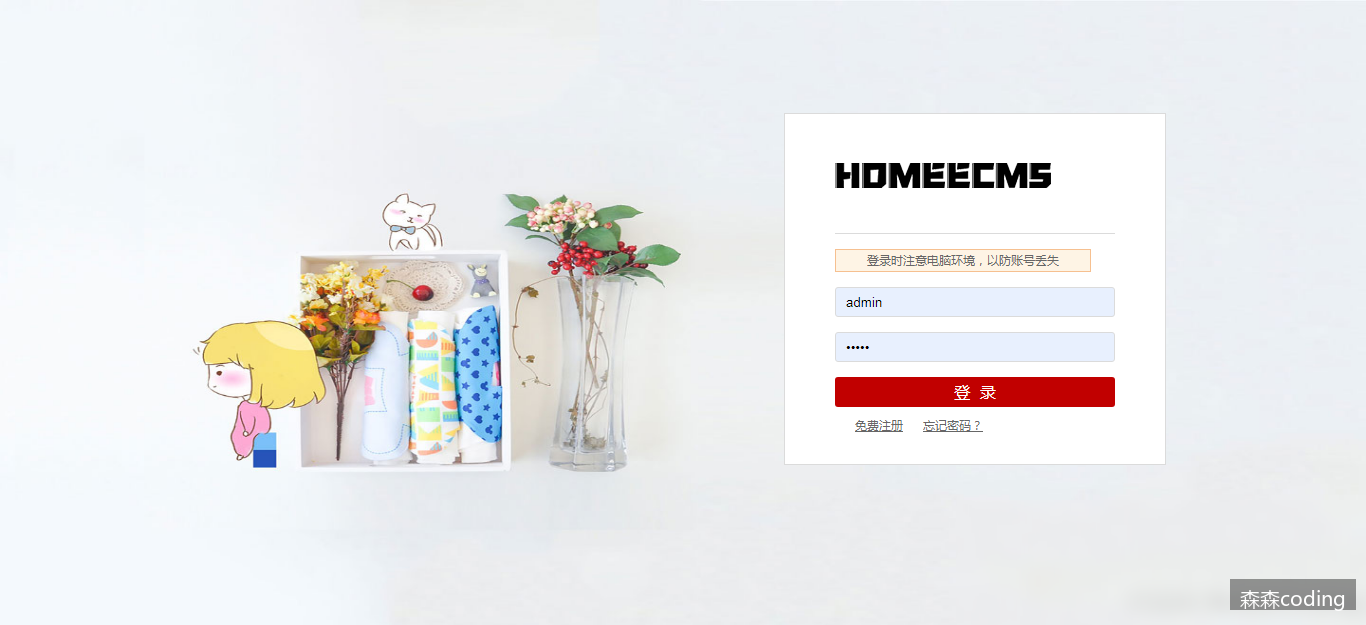 HOMEECMS
登录时注意电脑环境，以防账号丢失
admin
•••••
登 录
免费注册 忘记密码？
森森coding